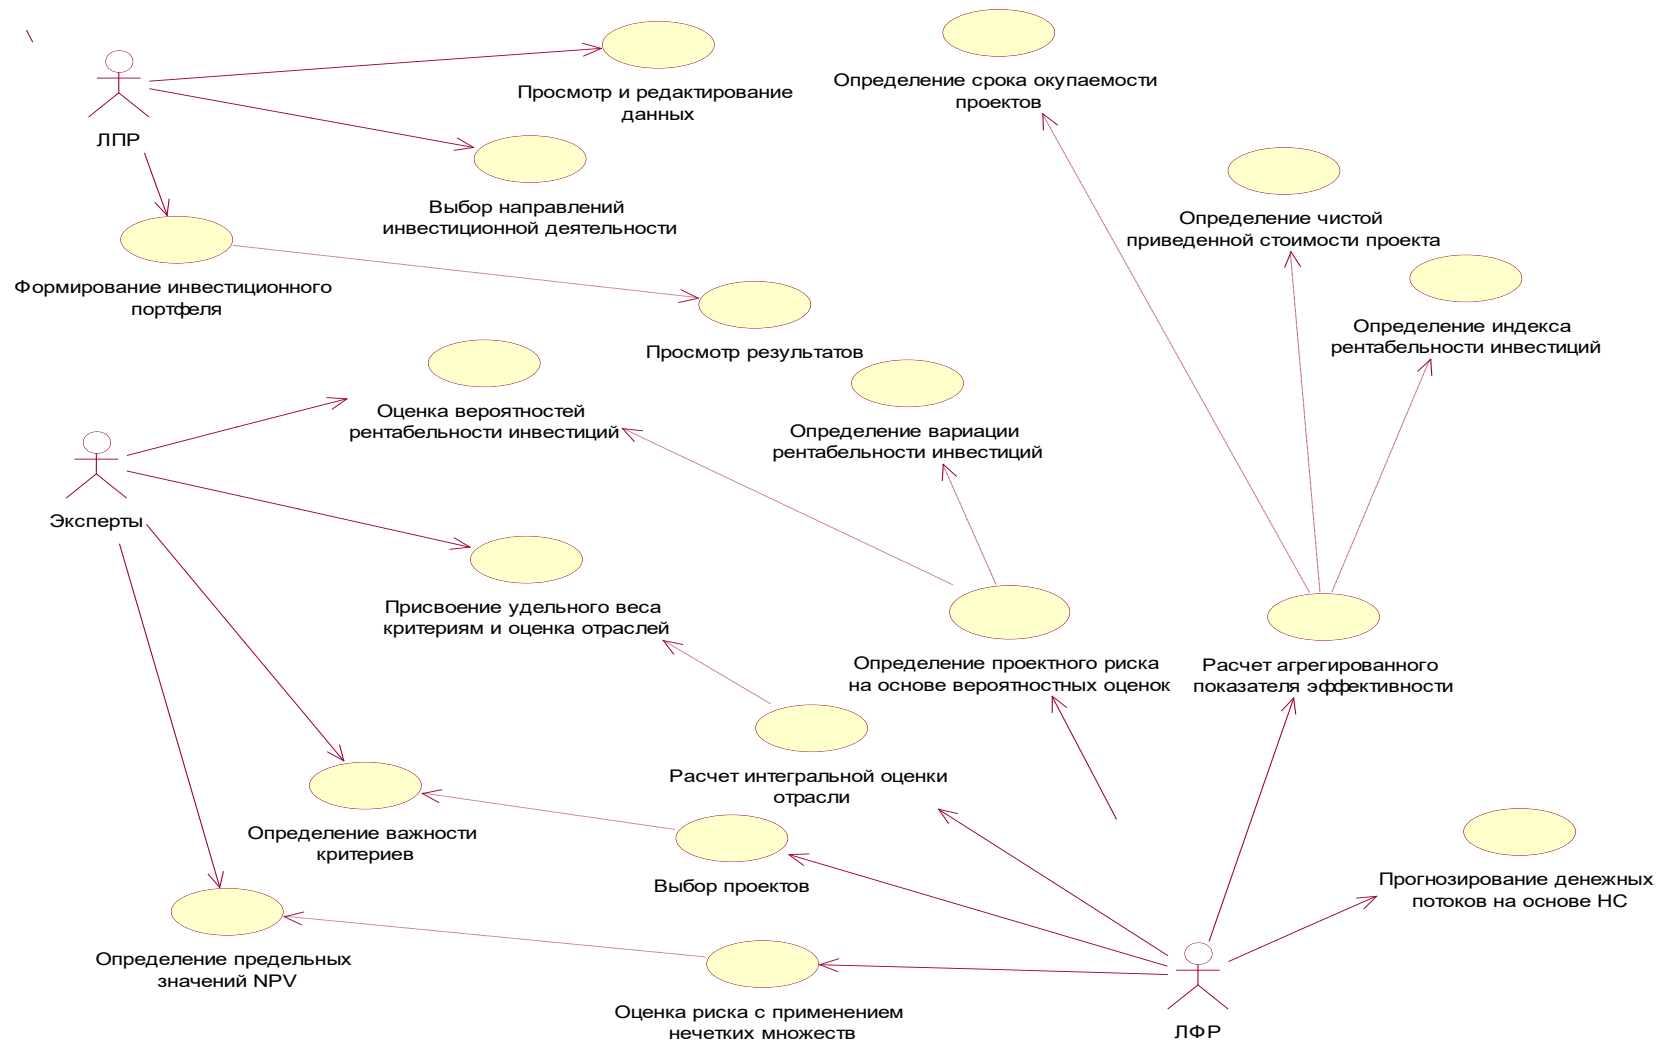 Определение срока окупаемости
проектов
Просмотр и редактирование
данных
ЛПР
Выбор направлений
инвестиционной деятельности
Определение чистой
приведенной стоимости проекта
Формирование инвестиционного
портфеля
Определение индекса
рентабельности инвестиций
Просмотр результатов
Оценка вероятностей
рентабельности инвестиций
Определение вариации
рентабельности инвестиций
Эксперты
Присвоение удельного веса
критериям и оценка отраслей
Определение проектного риска
на основе вероятностных оценок
Расчет агрегированного
показателя эффективности
Расчет интегральной оценки
отрасли
Определение важности
критериев
Выбор проектов
Прогнозирование денежных
потоков на основе НС
Определение предельных
значений NPV
Оценка риска с применением
нечетких множеств
ЛФР